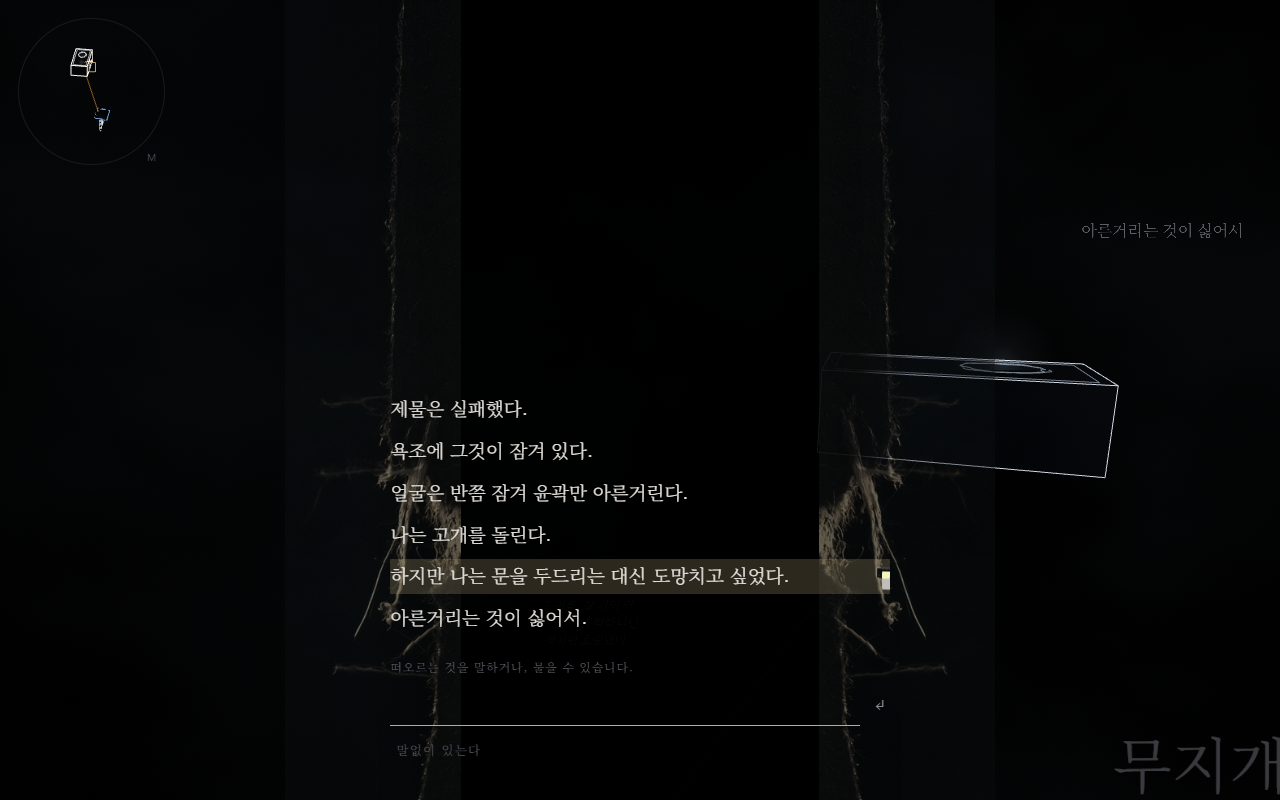 M
아른거리는 것이 싫어시
제물은 실패했다.
욕조에 그것이 잠겨 있다.
얼굴은 반쯤 잠겨 윤곽만 아른거린다.
나는 고개를 돌린다.
하지만 나는 문을 두드리는 대신 도망치고 싶었다.
아른거리는 것이 싫어서.
떠오르는 것을 말하거나, 물을 수 있습니다.
↲
말없이 있는다
무지개